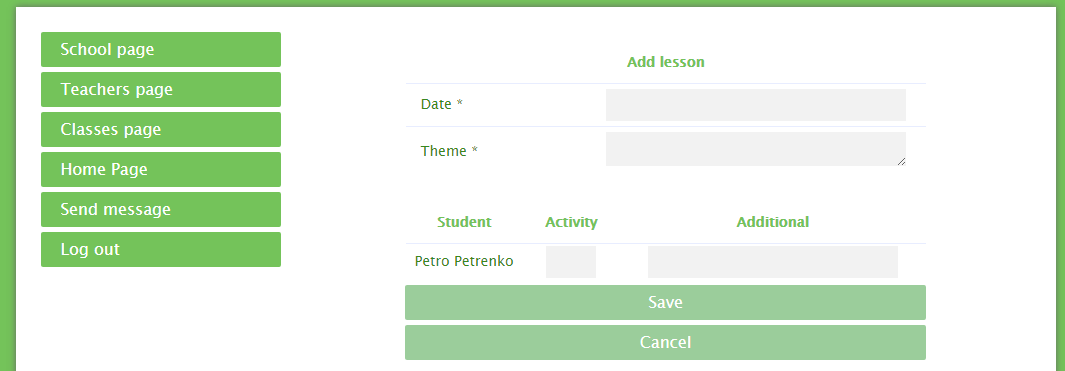 School page
Teachers page
Classes page
Home Page
Send message
Log out
Add lesson
Date *
Theme *
Student Activity Additional
Petro Petrenko
Save
Cancel